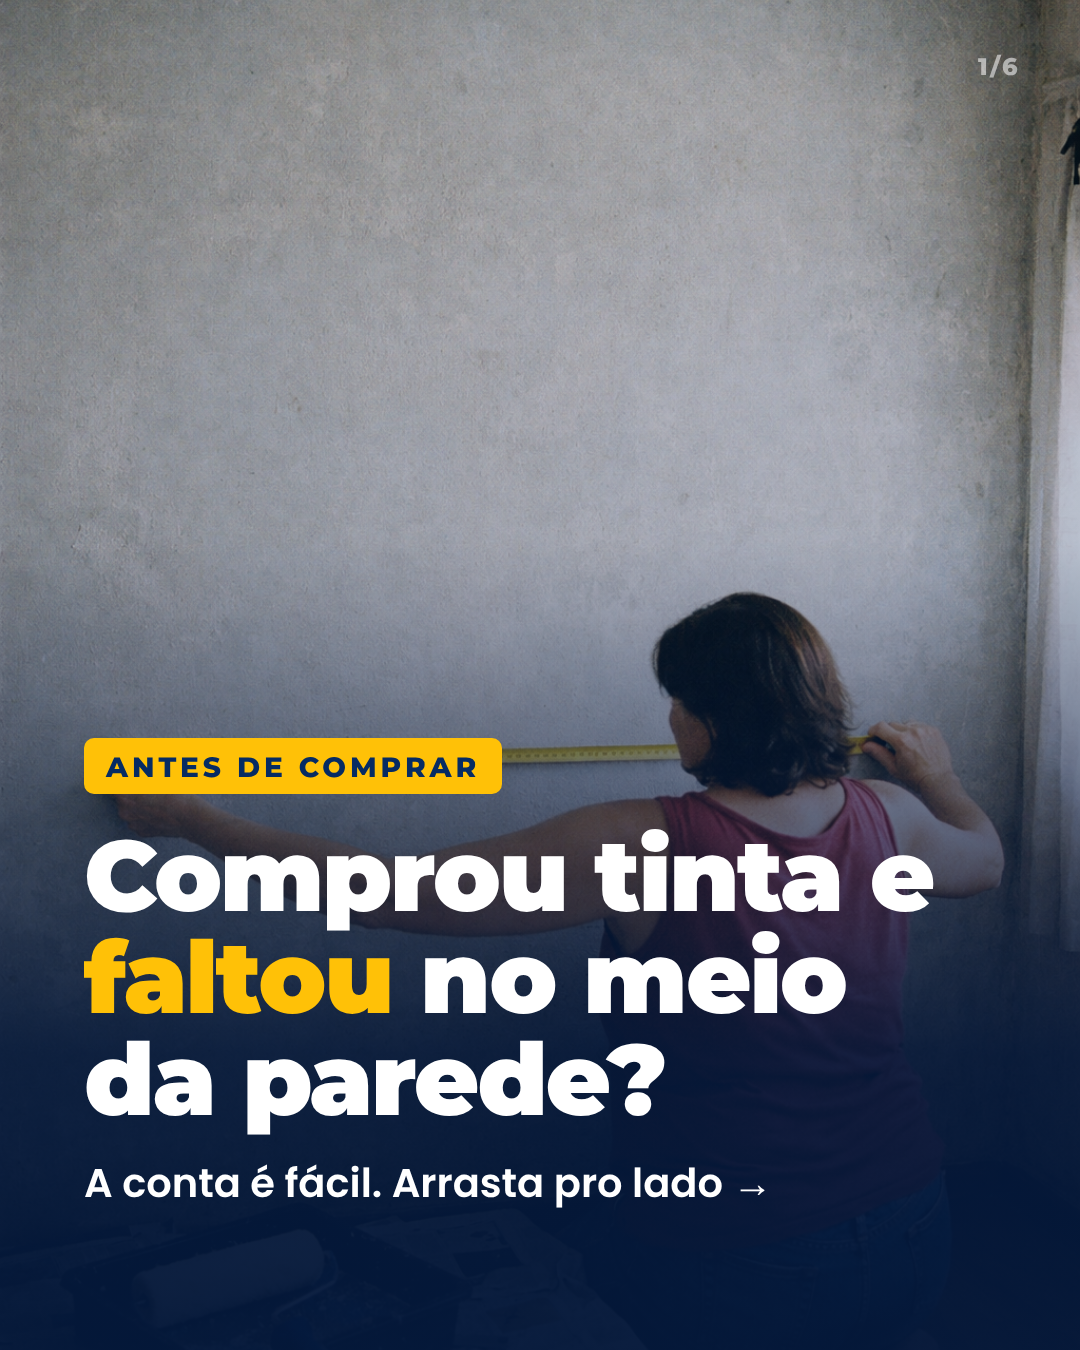 1/6
ANTES DE COMPRAR
Comprou tinta e
faltou no meio
da parede?
A conta é fácil. Arrasta pro lado →